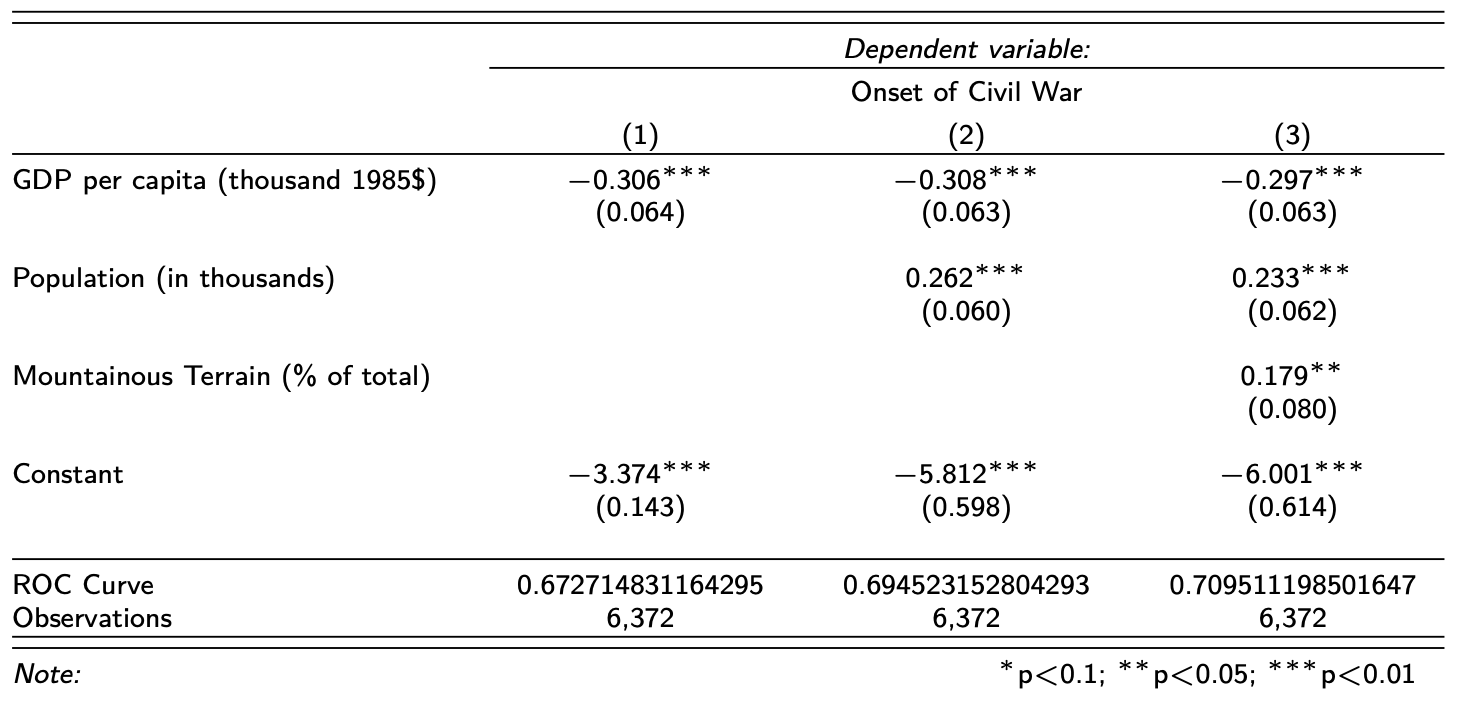 Dependent variable:
Onset of Civil War
(1) (2) (3)
GDP per capita (thousand 1985$) −0.306*** −0.308*** −0.297***
(0.064) (0.063) (0.063)
Population (in thousands) 0.262*** 0.233***
(0.060) (0.062)
Mountainous Terrain (% of total) 0.179**
(0.080)
Constant −3.374*** −5.812*** −6.001***
(0.143) (0.598) (0.614)
ROC Curve 0.672714831164295 0.694523152804293 0.709511198501647
Observations 6,372 6,372 6,372
Note: *p<0.1; **p<0.05; ***p<0.01